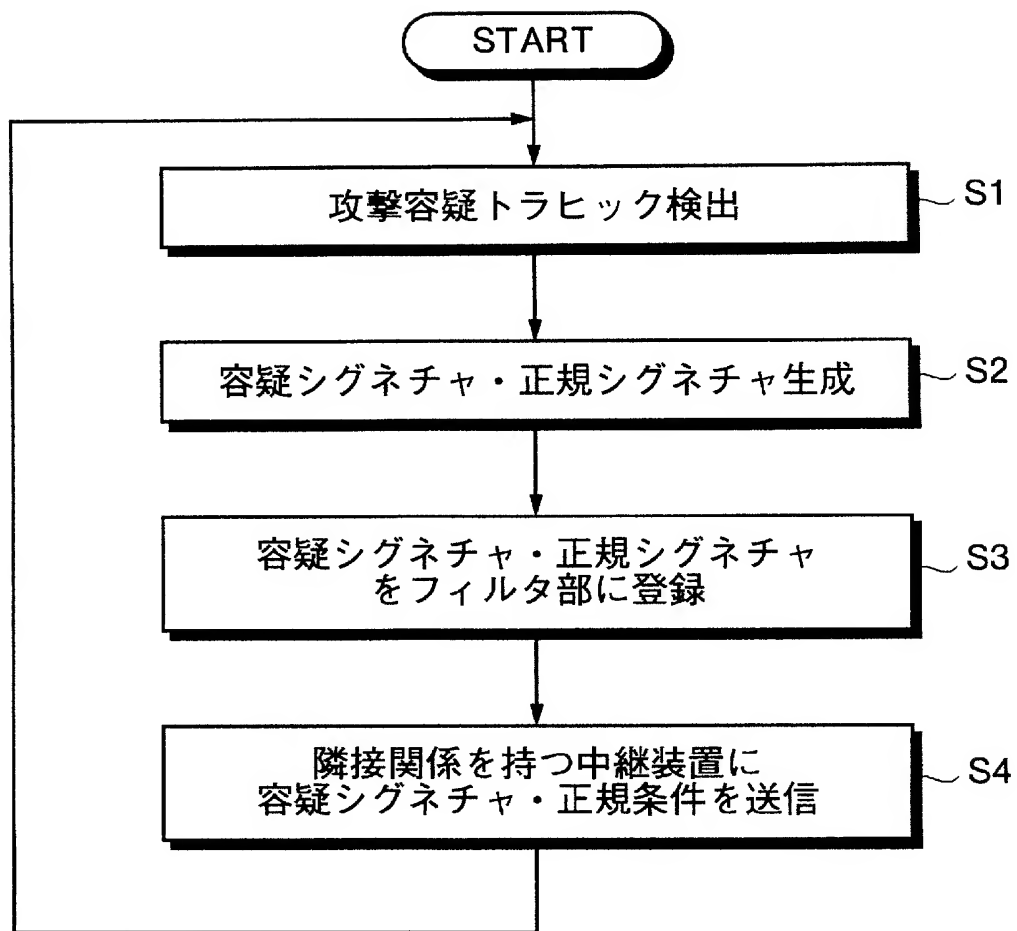 START
攻撃容疑トラヒック検出
S1
容疑シグネチャ・正規シグネチャ生成
S2
容疑シグネチャ・正規シグネチャ
をフィルタ部に登録
S3
隣接関係を持つ中継装置に
容疑シグネチャ・正規条件を送信
S4